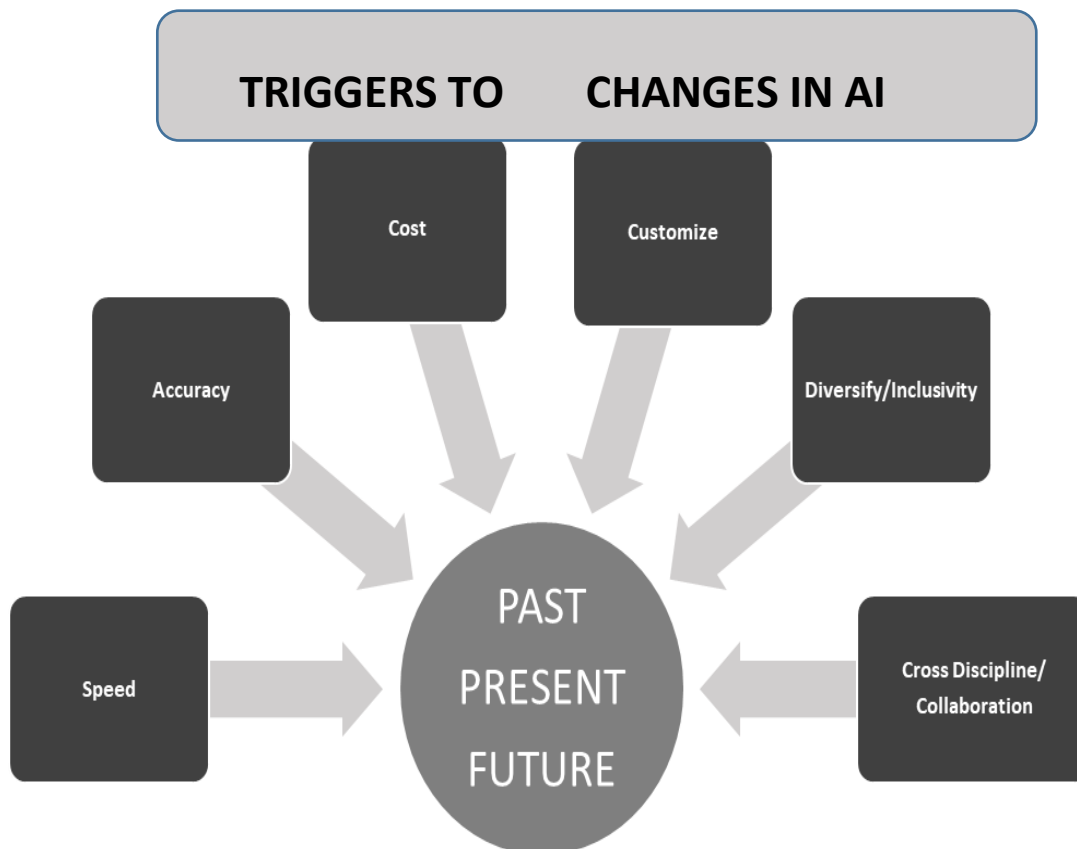 TRIGGERS TO CHANGES IN AI
Cost
Customize
Accuracy
Diversify/Inclusivity
Speed
PAST
PRESENT
FUTURE
Cross Discipline/
Collaboration